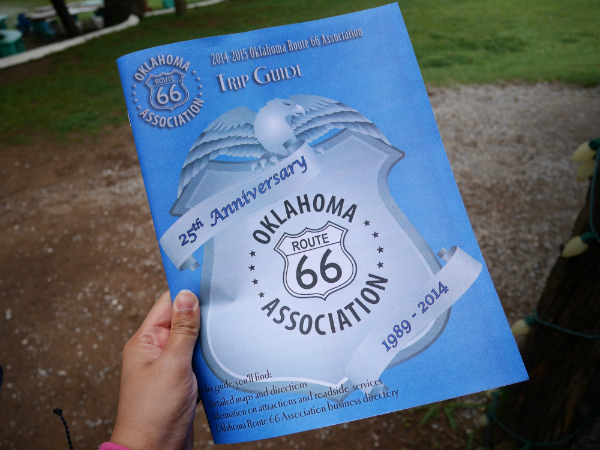 2014-2015 Oklahoma Route 66 Association
TRIP GUIDE
OKLAHOMA
ROUTE
66
ASSOCIATION
25th Anniversary
OKLAHOMA
ROUTE
66
ASSOCIATION
1989 - 2014
guide, you'll find:
Detailed maps and directions
on attractions and roadside services
Oklahoma Route 66 Association business directory